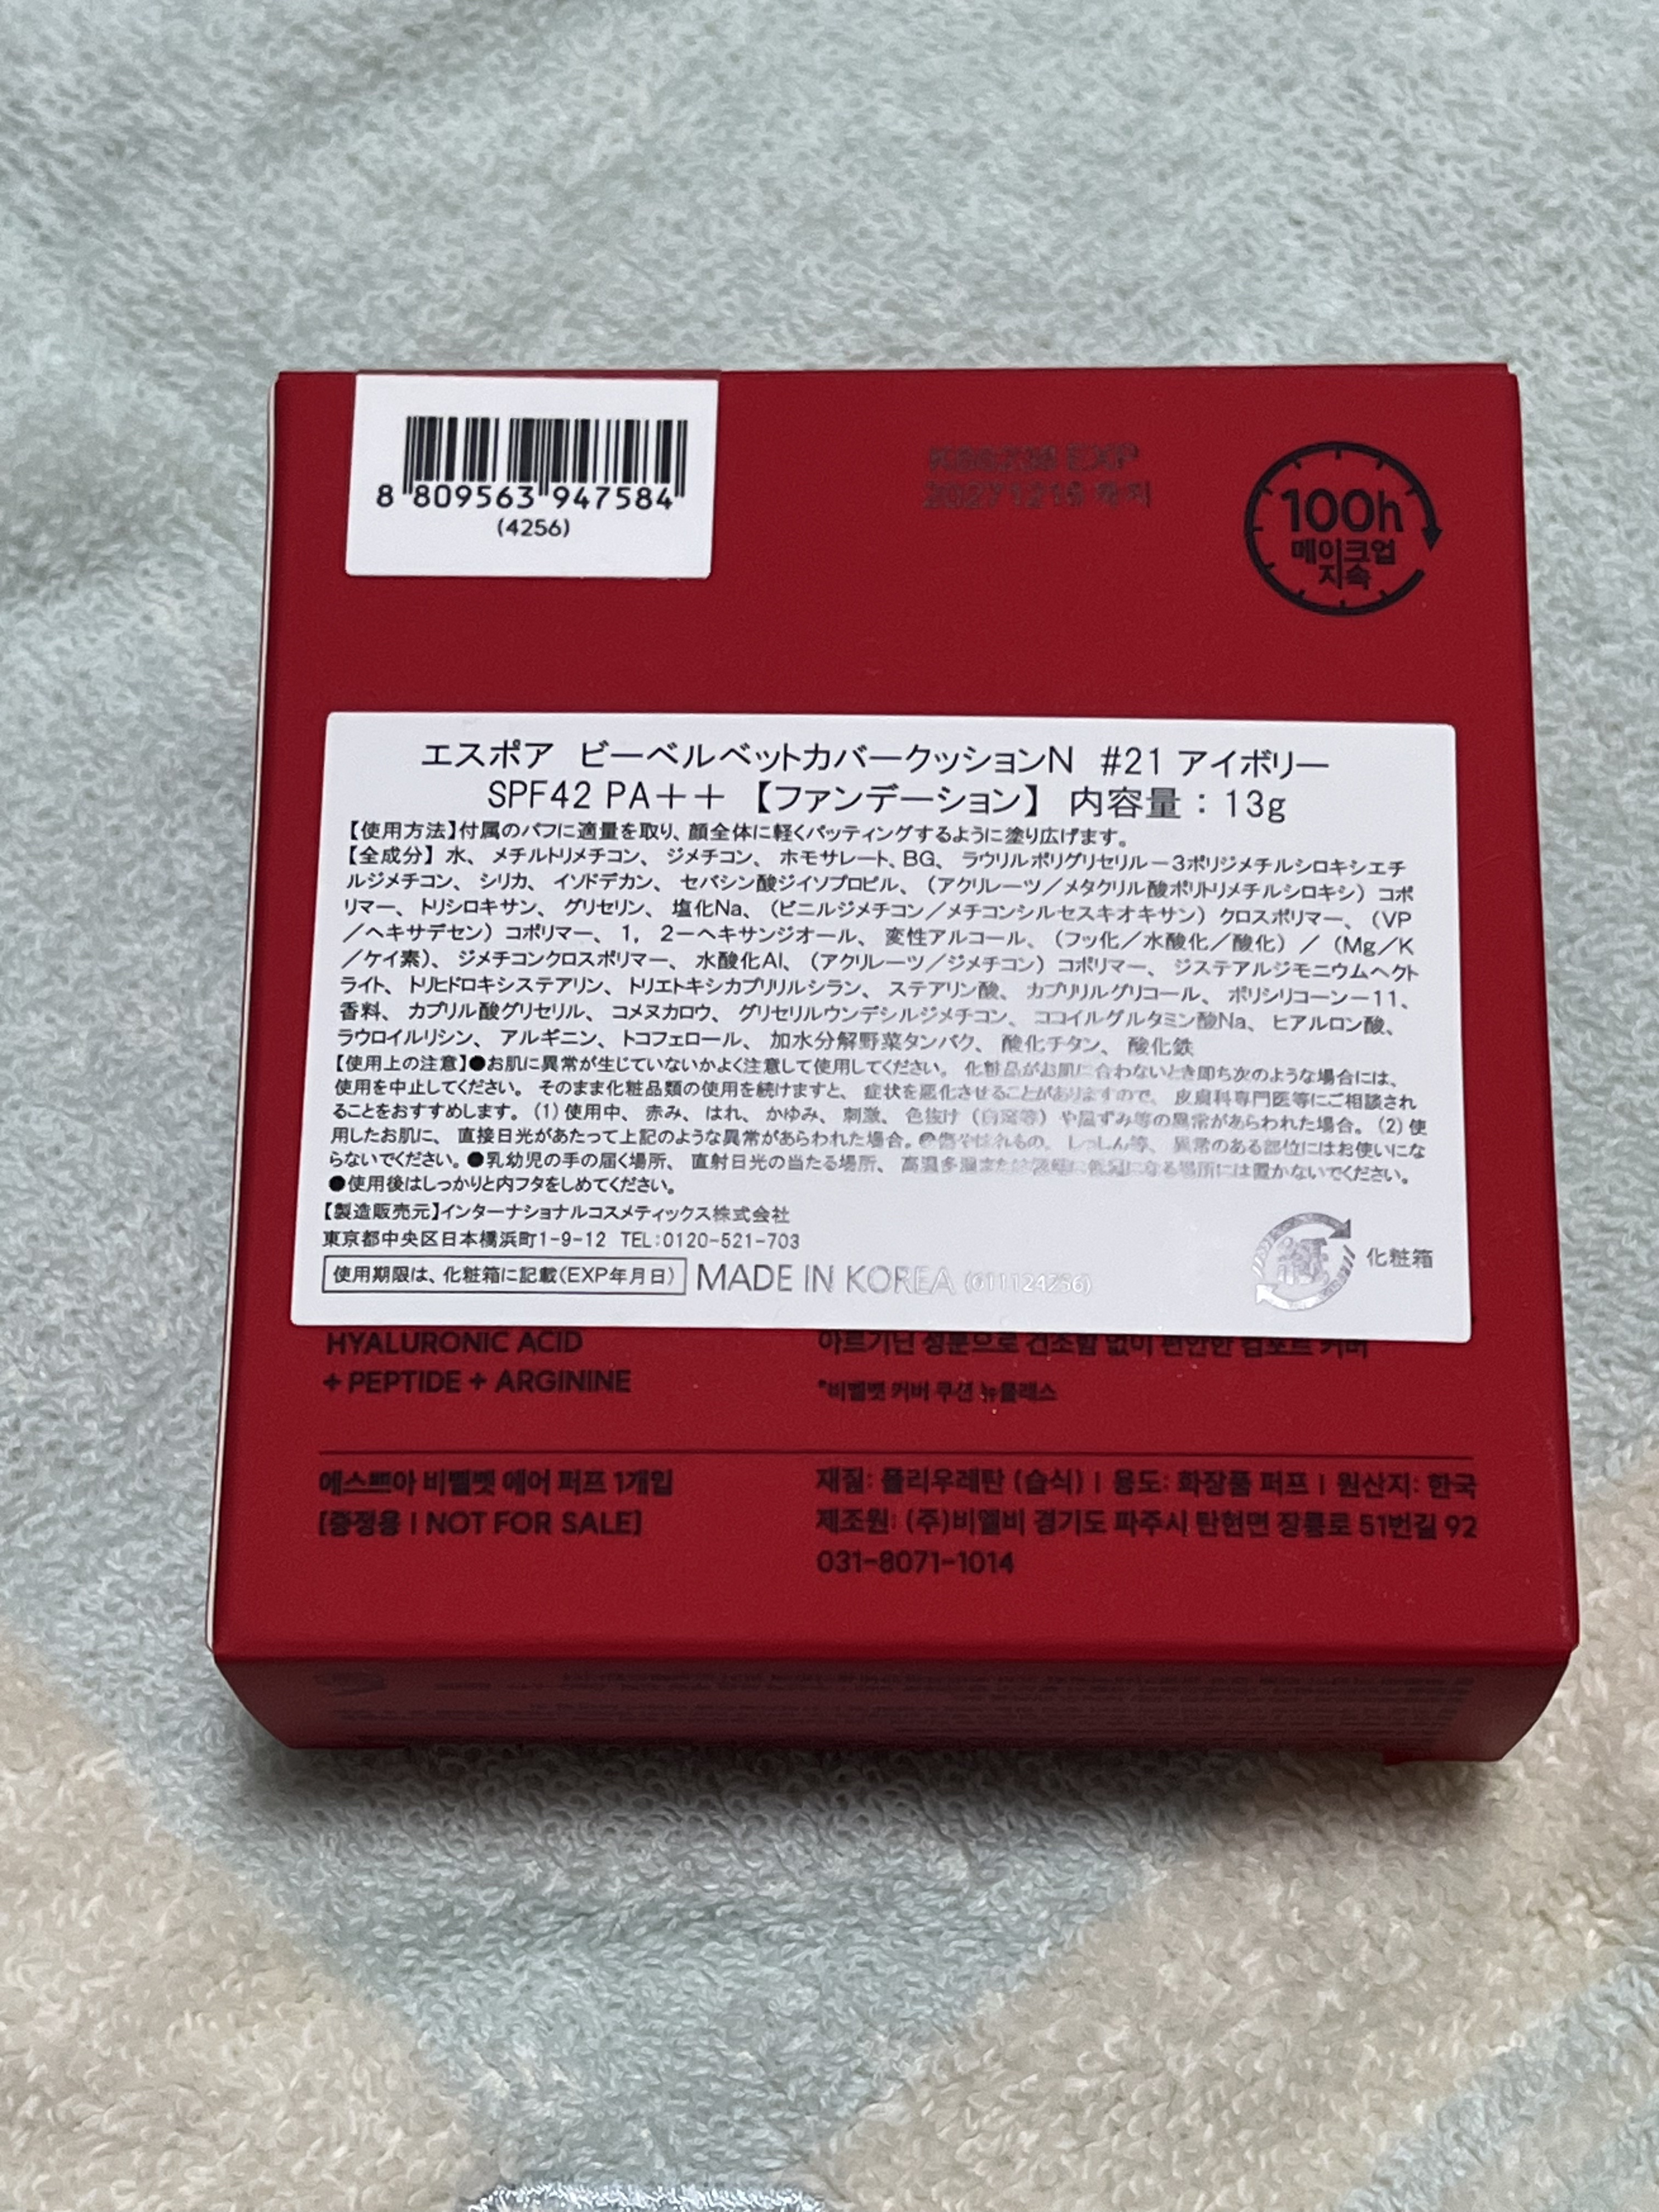 8 809563 947584
(4256)
EXP
20271216 까지
100h
메이크업
지속
エスポア ビーベルベットカバークッションN #21 アイボリー
SPF42 PA＋＋ 【ファンデーション】 内容量：13g
【使用方法】付属のパフに適量を取り、顔全体に軽くパッティングするように塗り広げます。
【全成分】水、メチルトリメチコン、ジメチコン、ホモサレート、BG、ラウリルポリグリセリル－3ポリジメチルシロキシエチ
ルジメチコン、シリカ、イソドデカン、セバシン酸ジイソプロピル、（アクリレーツ／メタクリル酸ポリトリメチルシロキシ）コポ
リマー、トリシロキサン、グリセリン、塩化Na、（ビニルジメチコン／メチコンシルセスキオキサン）クロスポリマー、（VP
／ヘキサデセン）コポリマー、1，2－ヘキサンジオール、変性アルコール、（フッ化／水酸化／酸化）／（Mg／K
／ケイ素）、ジメチコンクロスポリマー、水酸化Al、（アクリレーツ／ジメチコン）コポリマー、ジステアルジモニウムヘクト
ライト、トリヒドロキシステアリン、トリエトキシカプリリルシラン、ステアリン酸、カプリリルグリコール、ポリシリコーン－11、
香料、カプリル酸グリセリル、コメヌカロウ、グリセリルウンデシルジメチコン、ココイルグルタミン酸Na、ヒアルロン酸、
ラウロイルリシン、アルギニン、トコフェロール、加水分解野菜タンパク、酸化チタン、酸化鉄
【使用上の注意】●お肌に異常が生じていないかよく注意して使用してください。化粧品がお肌に合わないとき即ち次のような場合には、
使用を中止してください。そのまま化粧品類の使用を続けますと、症状を悪化させることがありますので、皮膚科専門医等にご相談され
ることをおすすめします。(1)使用中、赤み、はれ、かゆみ、刺激、色抜け（白斑等）や黒ずみ等の異常があらわれた場合。(2)使
用したお肌に、直接日光があたって上記のような異常があらわれた場合。●傷やはれもの、しっしん等、異常のある部位にはお使いにな
らないでください。●乳幼児の手の届く場所、直射日光の当たる場所、高温多湿または極端に低温になる場所には置かないでください。
●使用後はしっかりと内フタをしめてください。
【製造販売元】インターナショナルコスメティックス株式会社
東京都中央区日本橋浜町1-9-12 TEL:0120-521-703
使用期限は、化粧箱に記載(EXP年月日) MADE IN KOREA (611124256)
紙 化粧箱
HYALURONIC ACID
+ PEPTIDE + ARGININE
아르기닌 성분으로 건조함 없이 편안한 컴포트 커버
*비벨벳 커버 쿠션 뉴클래스
에스쁘아 비벨벳 에어 퍼프 1개입
[증정용 | NOT FOR SALE]
재질: 폴리우레탄 (습식) | 용도: 화장품 퍼프 | 원산지: 한국
제조원: (주)비엘비 경기도 파주시 탄현면 장릉로 51번길 92
031-8071-1014